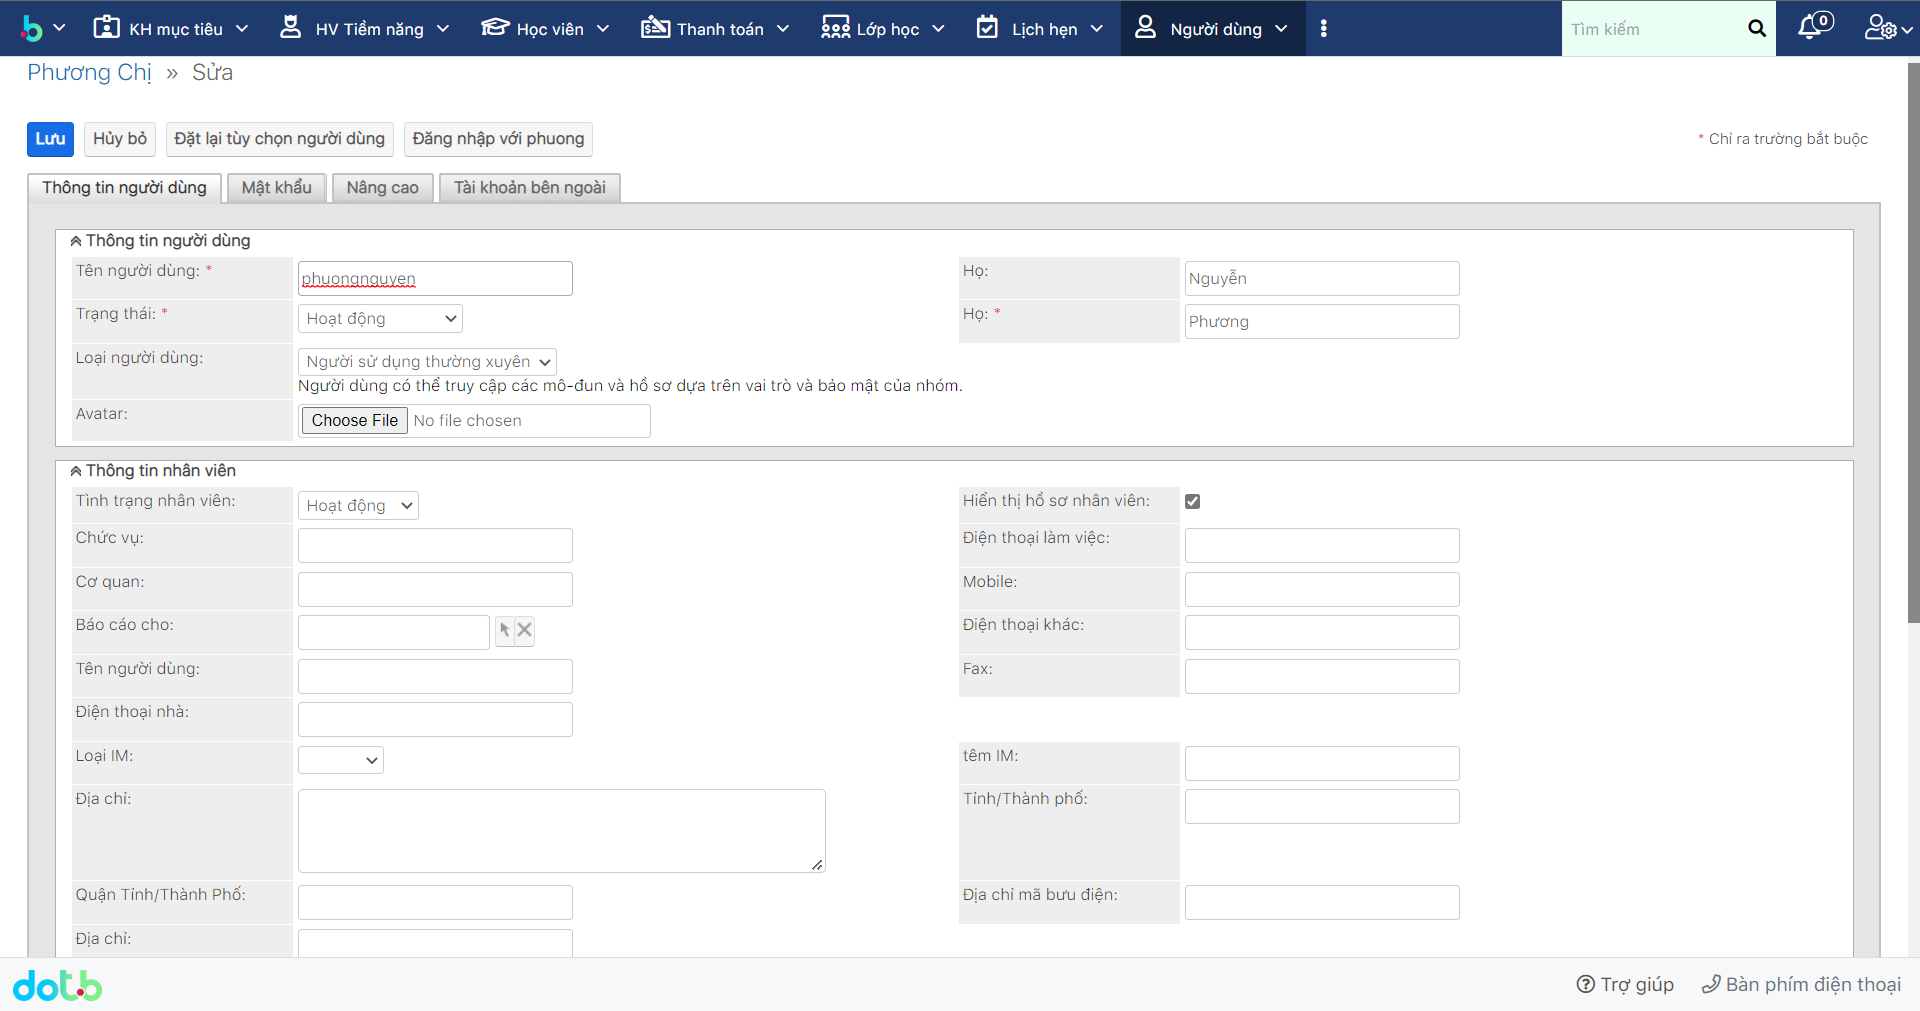 KH mục tiêu HV Tiềm năng Học viên Thanh toán Lớp học Lịch hẹn Người dùng Tìm kiếm 0
Phương Chị » Sửa
Lưu Hủy bỏ Đặt lại tùy chọn người dùng Đăng nhập với phuong * Chỉ ra trường bắt buộc
Thông tin người dùng Mật khẩu Nâng cao Tài khoản bên ngoài
Thông tin người dùng
Tên người dùng: * phuongnguyen Họ: Nguyễn
Trạng thái: * Hoạt động Họ: * Phương
Loại người dùng: Người sử dụng thường xuyên
Người dùng có thể truy cập các mô-đun và hồ sơ dựa trên vai trò và bảo mật của nhóm.
Avatar: Choose File No file chosen
Thông tin nhân viên
Tình trạng nhân viên: Hoạt động Hiển thị hồ sơ nhân viên:
Chức vụ: Điện thoại làm việc:
Cơ quan: Mobile:
Báo cáo cho: Điện thoại khác:
Tên người dùng: Fax:
Điện thoại nhà:
Loại IM: têm IM:
Địa chỉ: Tỉnh/Thành phố:
Quận Tỉnh/Thành Phố: Địa chỉ mã bưu điện:
Địa chỉ:
dotb Trợ giúp Bàn phím điện thoại